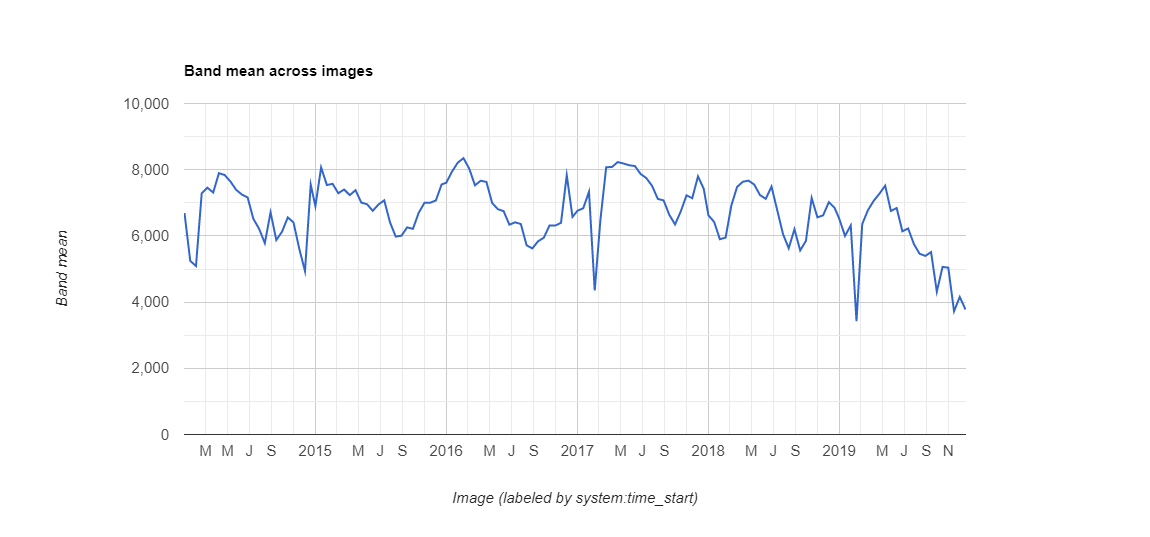 Band mean across images
10,000
8,000
6,000
4,000
2,000
0
Band mean
M M J S 2015 M J S 2016 M J S 2017 M J S 2018 M J S 2019 M J S N
Image (labeled by system:time_start)